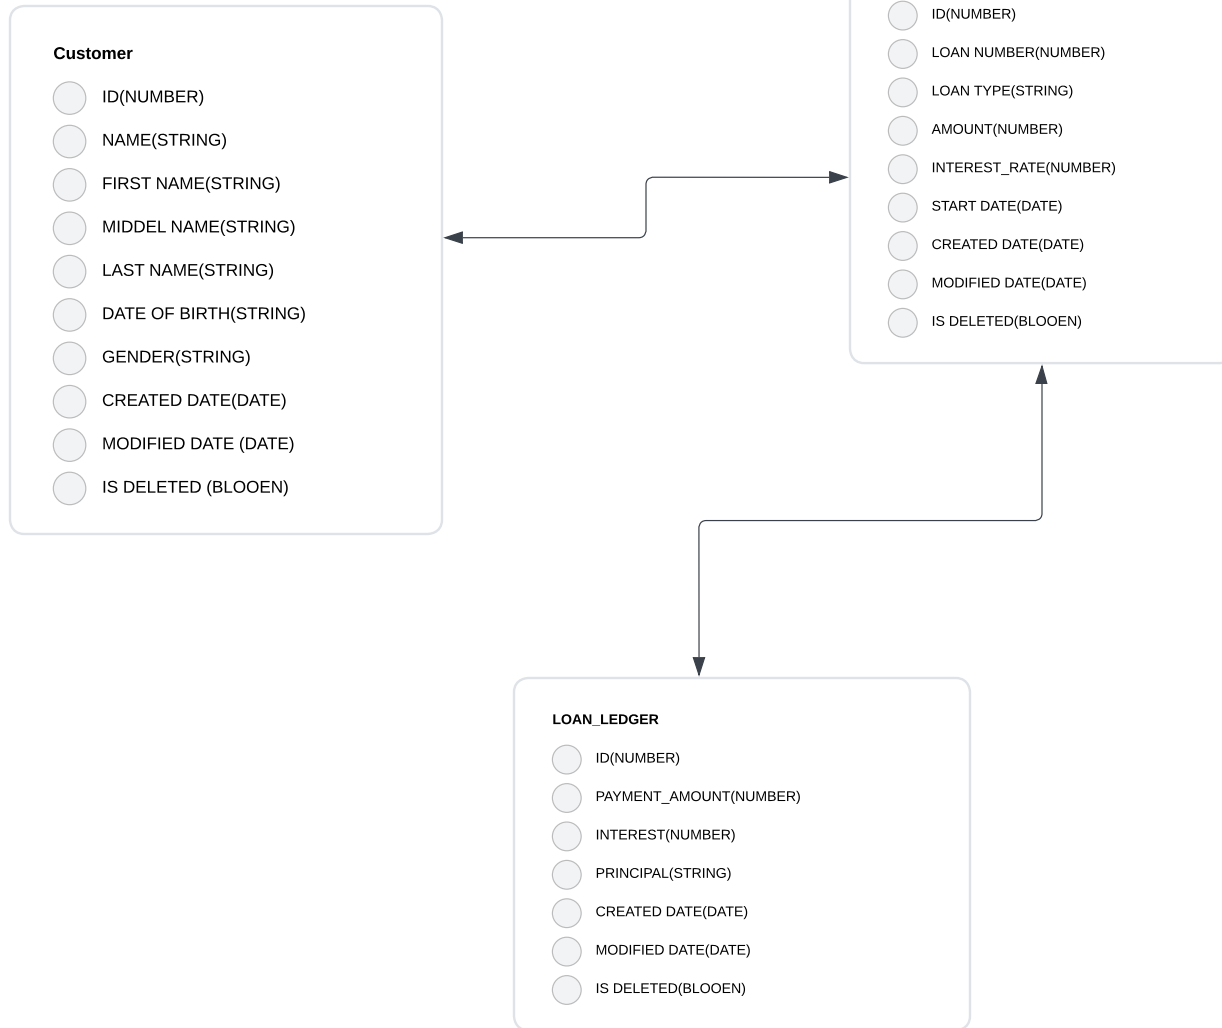 Customer
ID(NUMBER)
NAME(STRING)
FIRST NAME(STRING)
MIDDEL NAME(STRING)
LAST NAME(STRING)
DATE OF BIRTH(STRING)
GENDER(STRING)
CREATED DATE(DATE)
MODIFIED DATE (DATE)
IS DELETED (BLOOEN)
ID(NUMBER)
LOAN NUMBER(NUMBER)
LOAN TYPE(STRING)
AMOUNT(NUMBER)
INTEREST_RATE(NUMBER)
START DATE(DATE)
CREATED DATE(DATE)
MODIFIED DATE(DATE)
IS DELETED(BLOOEN)
LOAN_LEDGER
ID(NUMBER)
PAYMENT_AMOUNT(NUMBER)
INTEREST(NUMBER)
PRINCIPAL(STRING)
CREATED DATE(DATE)
MODIFIED DATE(DATE)
IS DELETED(BLOOEN)